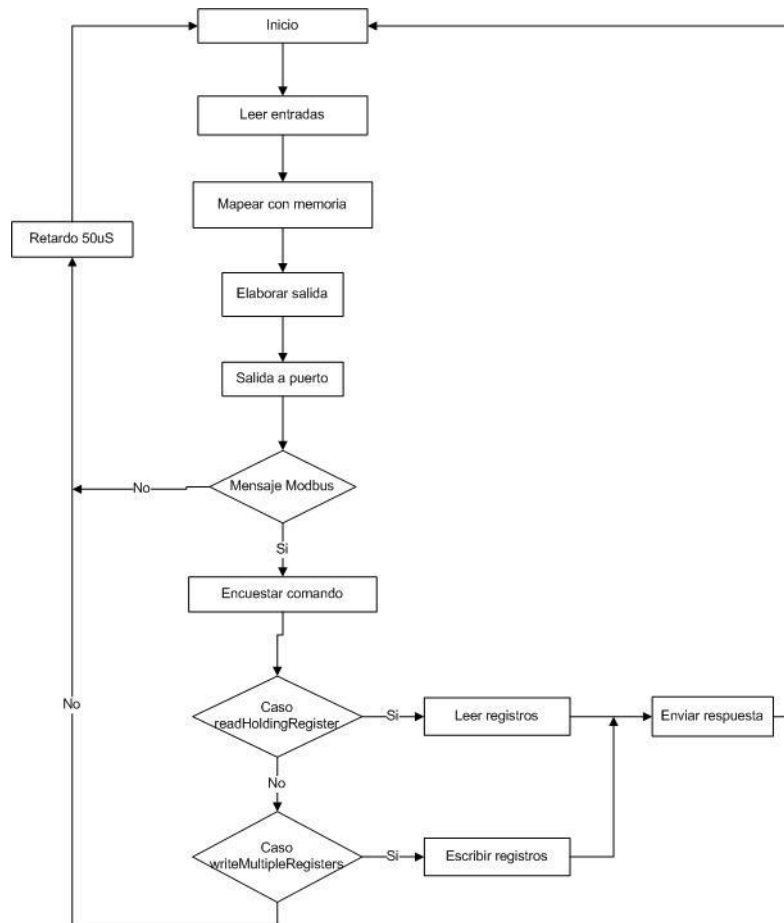 Inicio
Leer entradas
Mapear con memoria
Retardo 50uS
Elaborar salida
Salida a puerto
Mensaje Modbus
No
Si
Encuestar comando
No
Caso
readHoldingRegister
Si
Leer registros
Enviar respuesta
No
Caso
writeMultipleRegisters
Si
Escribir registros